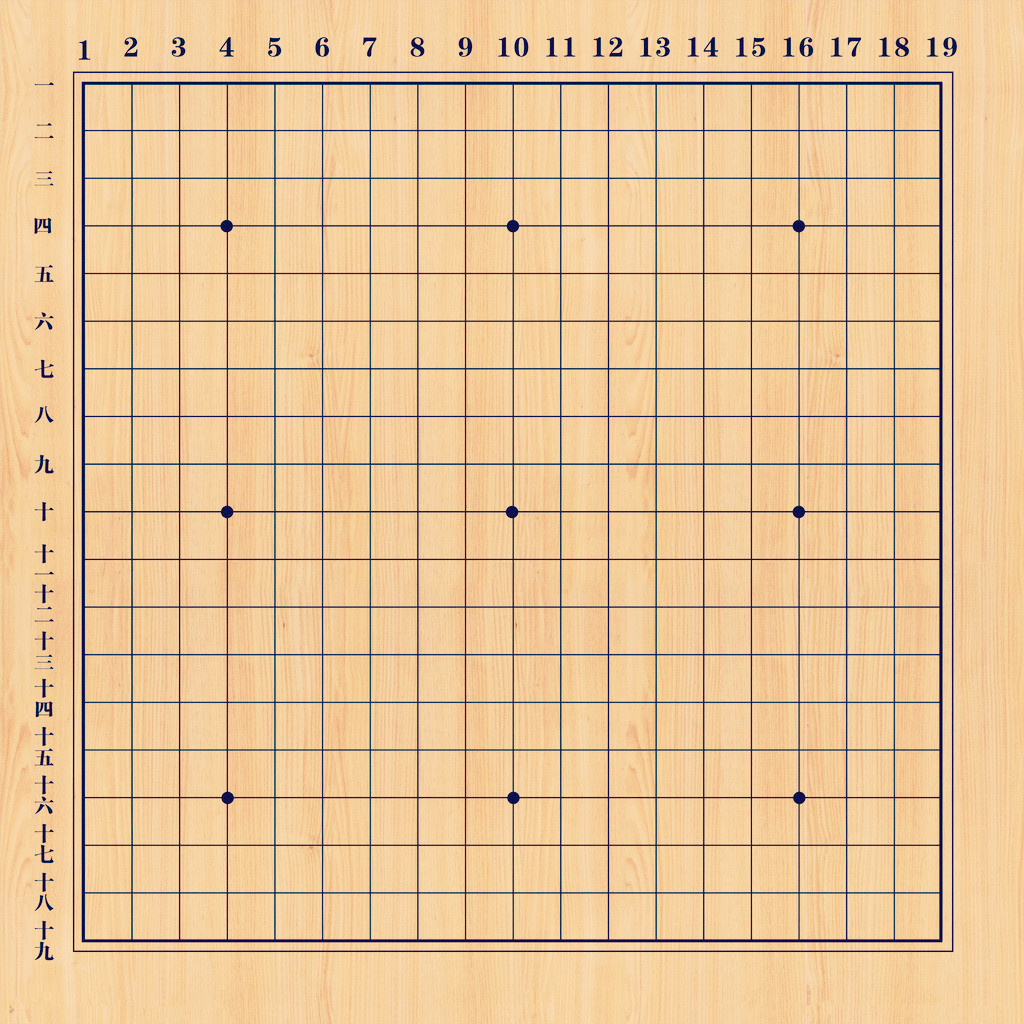 1 2 3 4 5 6 7 8 9 10 11 12 13 14 15 16 17 18 19
一
二
三
四
五
六
七
八
九
十
十一
十二
十三
十四
十五
十六
十七
十八
十九